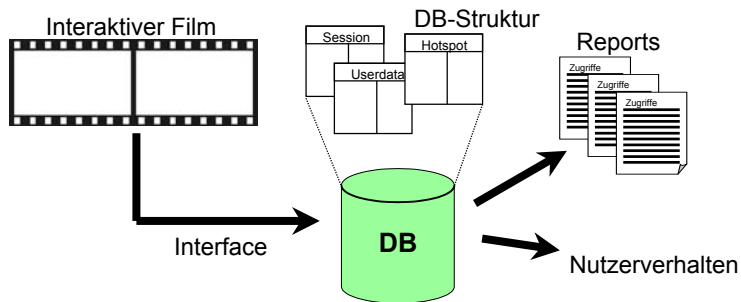 Interaktiver Film
DB-Struktur
Session
Userdata
Hotspot
Reports
Zugriffe
Zugriffe
Zugriffe
Interface
DB
Nutzerverhalten